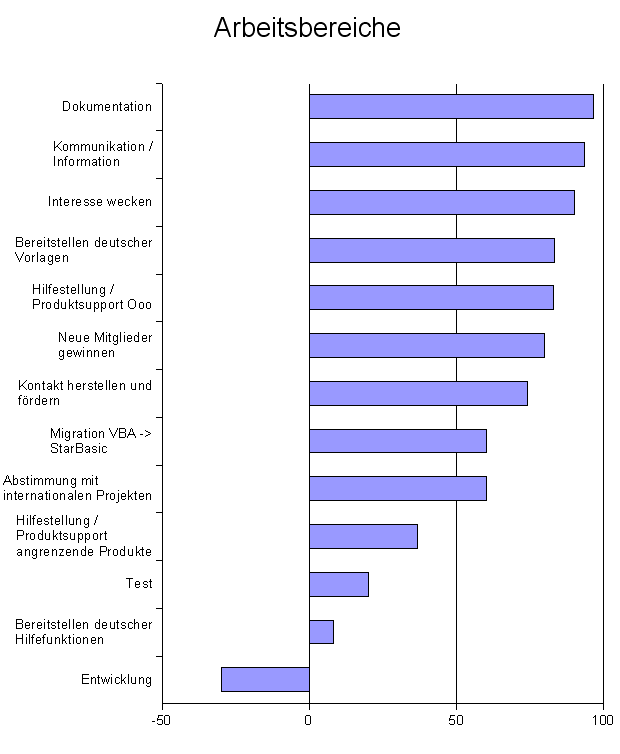 Arbeitsbereiche
Dokumentation
Kommunikation /
Information
Interesse wecken
Bereitstellen deutscher
Vorlagen
Hilfestellung /
Produktsupport Ooo
Neue Mitglieder
gewinnen
Kontakt herstellen und
fördern
Migration VBA ->
StarBasic
Abstimmung mit
internationalen Projekten
Hilfestellung /
Produktsupport
angrenzende Produkte
Test
Bereitstellen deutscher
Hilfefunktionen
Entwicklung
-50 0 50 100